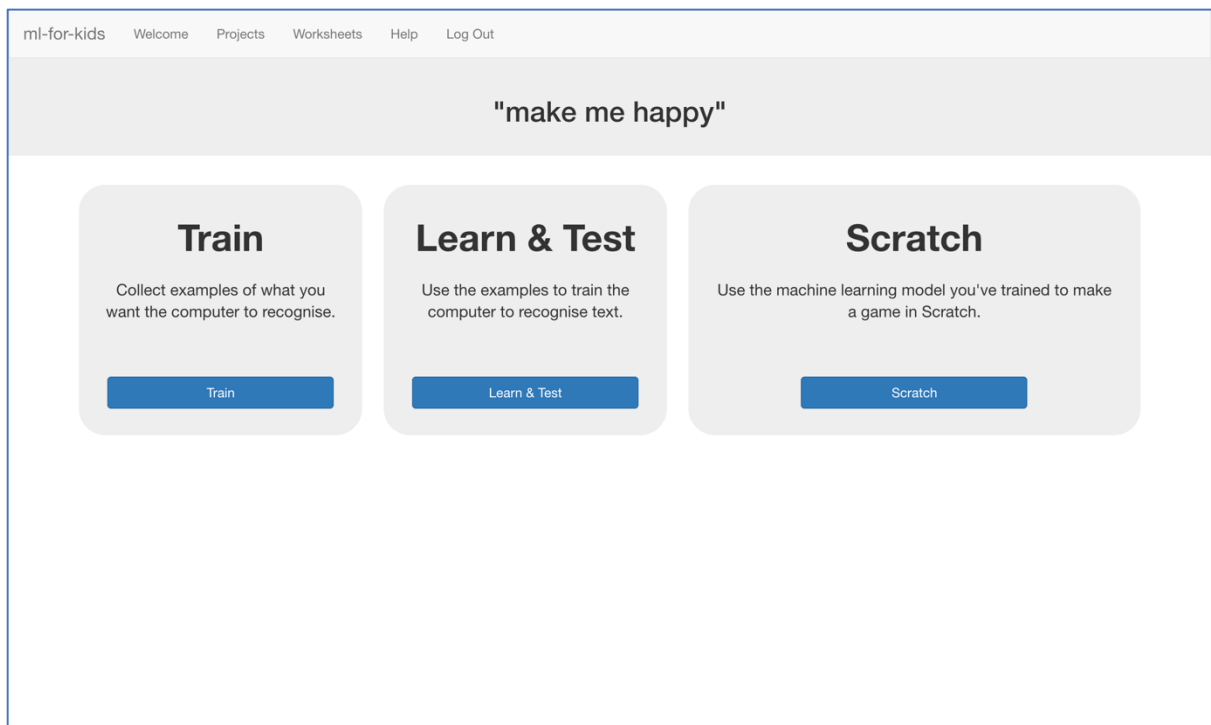 ml-for-kids Welcome Projects Worksheets Help Log Out
"make me happy"
Train
Collect examples of what you
want the computer to recognise.
Train
Learn & Test
Use the examples to train the
computer to recognise text.
Learn & Test
Scratch
Use the machine learning model you've trained to make
a game in Scratch.
Scratch